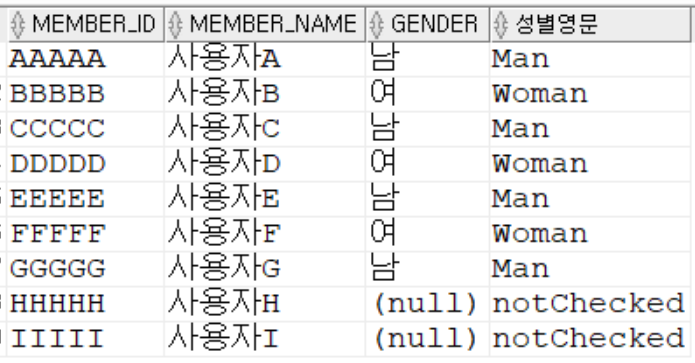 MEMBER_ID MEMBER_NAME GENDER 성별영문
AAAAA 사용자A 남 Man
BBBBB 사용자B 여 Woman
CCCCC 사용자C 남 Man
DDDDD 사용자D 여 Woman
EEEEE 사용자E 남 Man
FFFFF 사용자F 여 Woman
GGGGG 사용자G 남 Man
HHHHH 사용자H (null) notChecked
IIIII 사용자I (null) notChecked